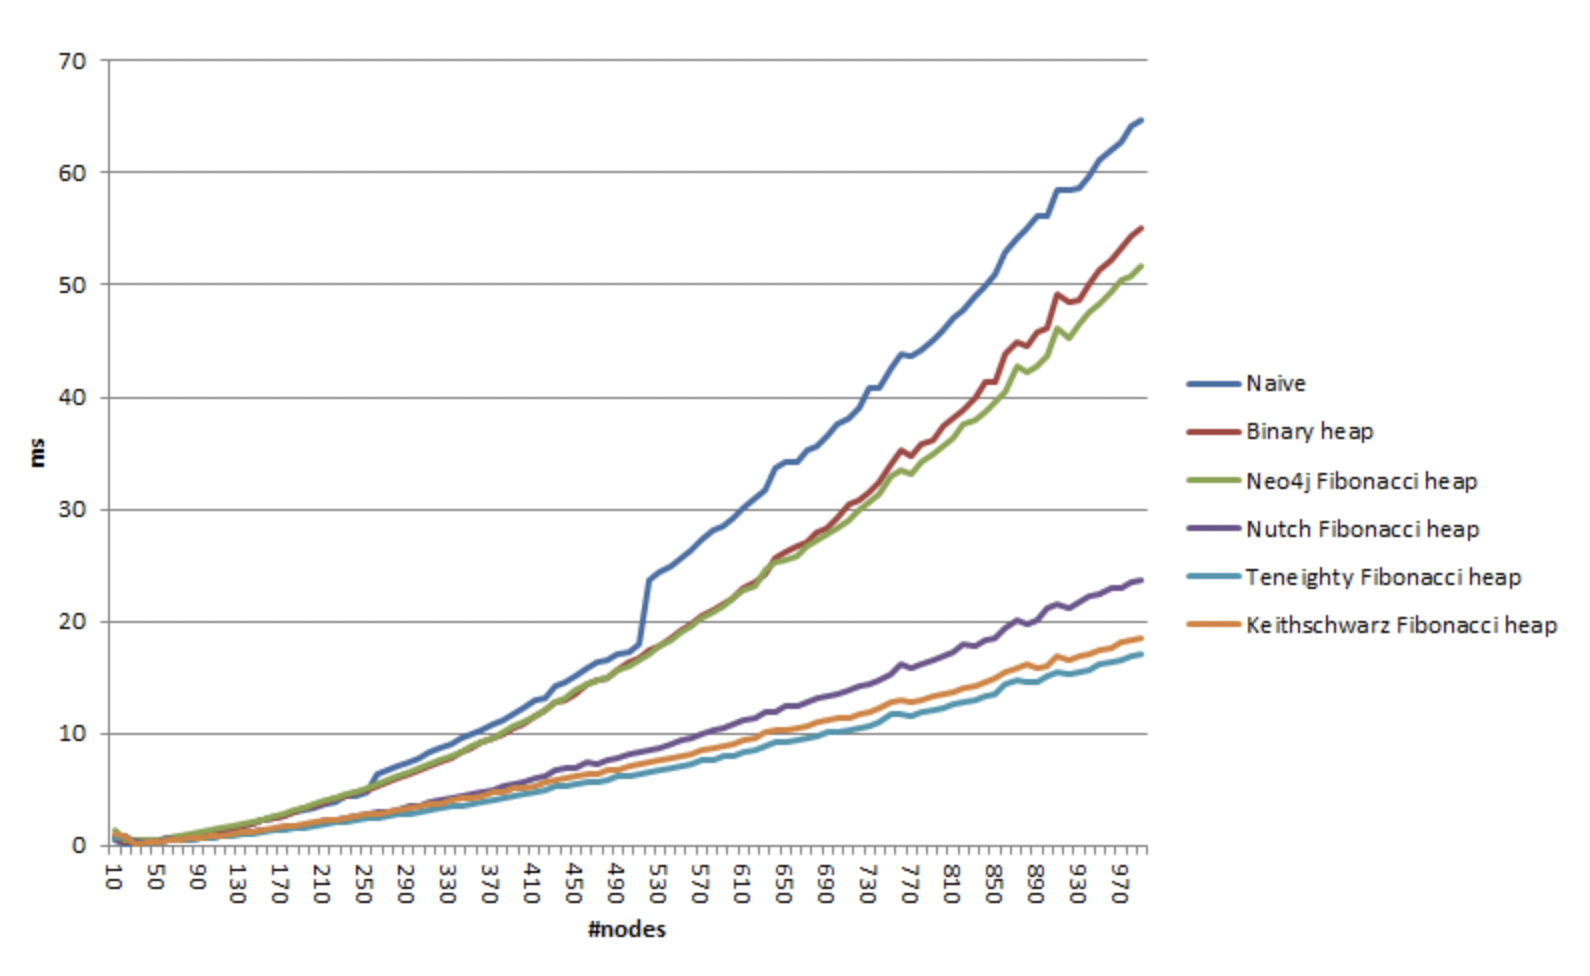 70
60
50
40
30
20
10
0
ms
10 50 90 130 170 210 250 290 330 370 410 450 490 530 570 610 650 690 730 770 810 850 890 930 970
#nodes
Naive
Binary heap
Neo4j Fibonacci heap
Nutch Fibonacci heap
Teneighty Fibonacci heap
Keithschwarz Fibonacci heap